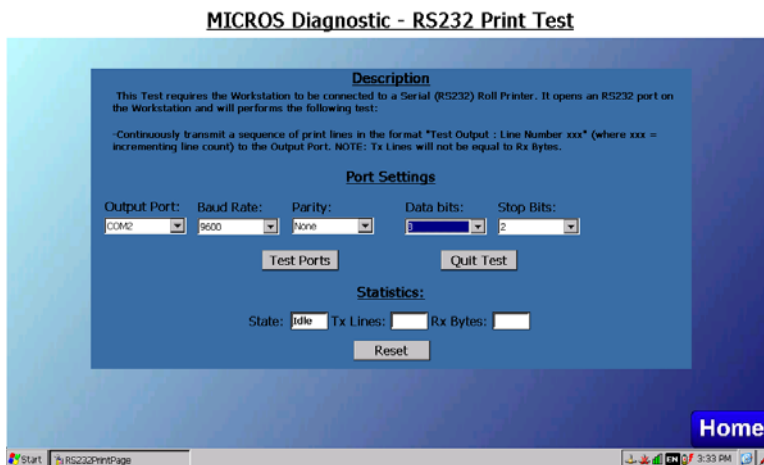 MICROS Diagnostic - RS232 Print Test
Description
This Test requires the Workstation to be connected to a Serial (RS232) Roll Printer. It opens an RS232 port on
the Workstation and will performs the following test:
-Continuously transmit a sequence of print lines in the format "Test Output : Line Number xxx" (where xxx =
incrementing line count) to the Output Port. NOTE: Tx Lines will not be equal to Rx Bytes.
Port Settings
Output Port: Baud Rate: Parity: Data bits: Stop Bits:
COM2 9600 None 2
Test Ports Quit Test
Statistics:
State: Idle Tx Lines: Rx Bytes:
Reset
Home
Start RS232PrintPage EN 3:33 PM